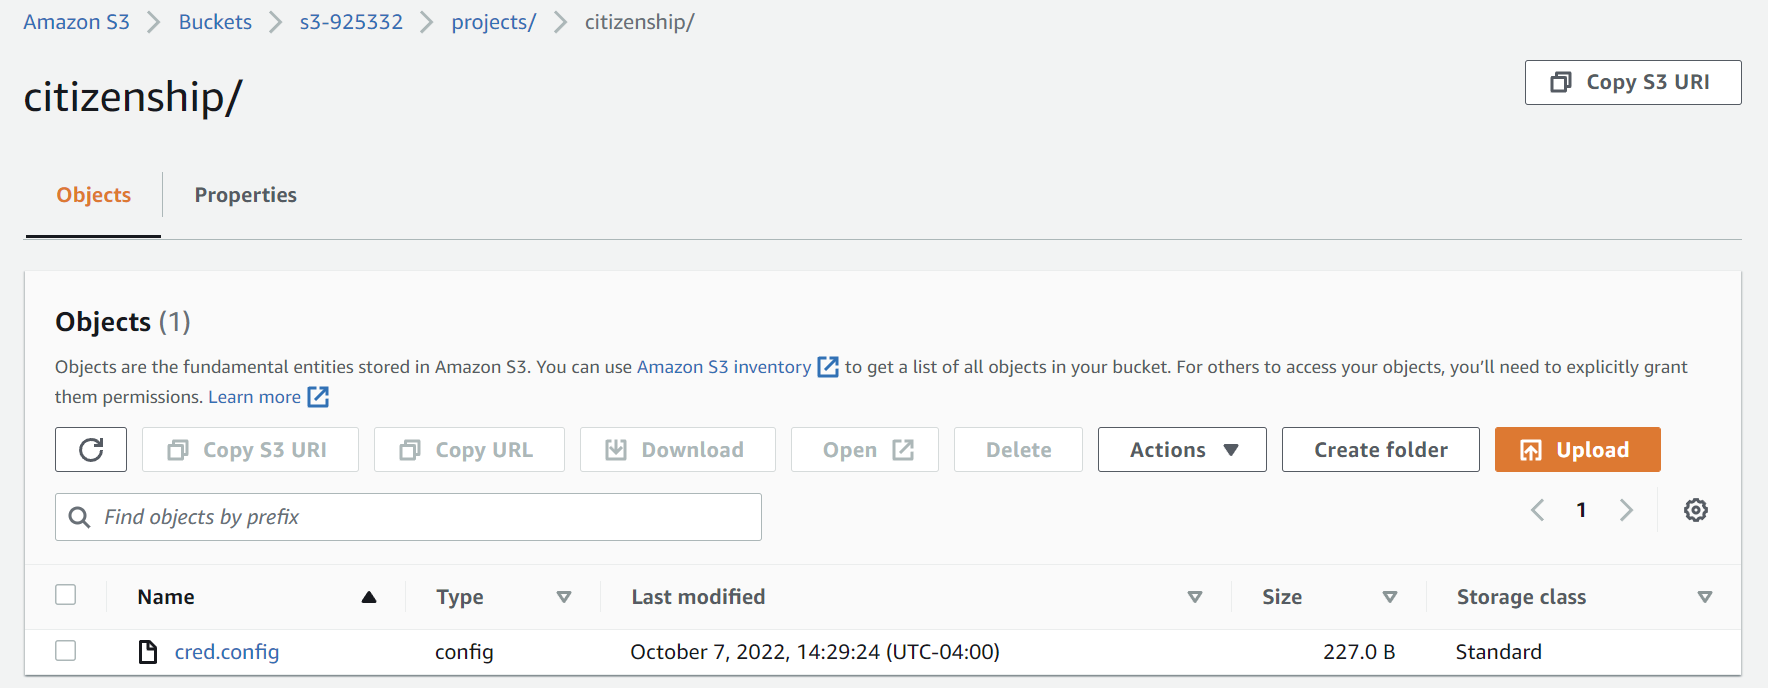 Amazon S3 > Buckets > s3-925332 > projects/ > citizenship/
citizenship/
Copy S3 URI
Objects Properties
Objects (1)
Objects are the fundamental entities stored in Amazon S3. You can use Amazon S3 inventory to get a list of all objects in your bucket. For others to access your objects, you'll need to explicitly grant
them permissions. Learn more
Copy S3 URI Copy URL Download Open Delete Actions Create folder Upload
Find objects by prefix
1
Name Type Last modified Size Storage class
cred.config config October 7, 2022, 14:29:24 (UTC-04:00) 227.0 B Standard